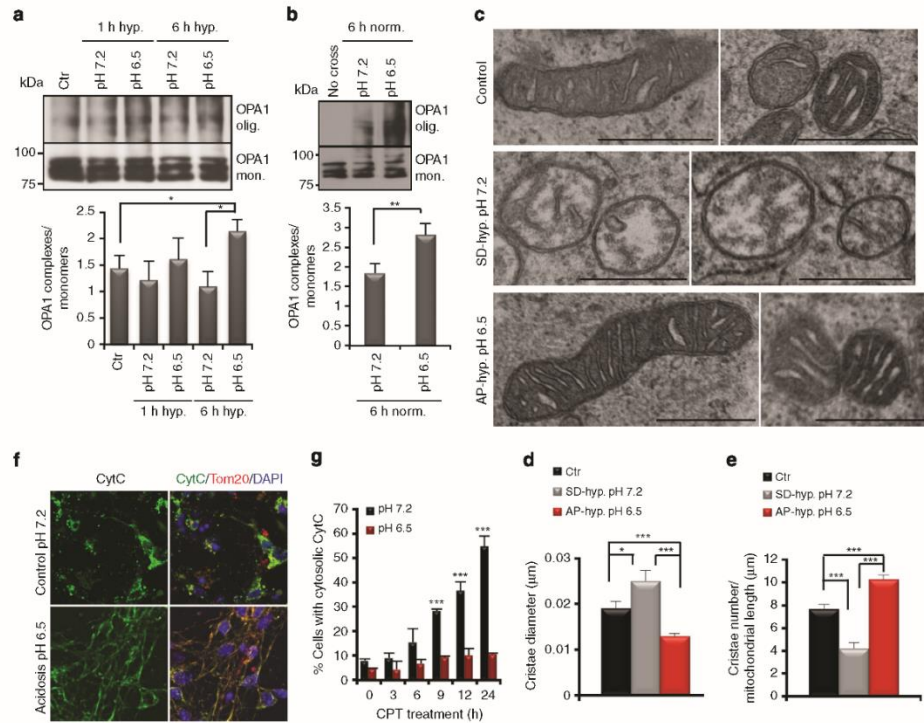 a
1 h hyp. 6 h hyp.
kDa Ctr pH 7.2 pH 6.5 pH 7.2 pH 6.5
OPA1
olig.
100
OPA1
mon.
75
*
*
2.5
2
1.5
1
0.5
0
OPA1 complexes/
monomers
Ctr pH 7.2 pH 6.5 pH 7.2 pH 6.5
1 h hyp. 6 h hyp.
b
6 h norm.
kDa No cross pH 7.2 pH 6.5
OPA1
olig.
100
OPA1
mon.
75
**
3.5
3
2.5
2
1.5
1
0.5
0
OPA1 complexes/
monomers
pH 7.2 pH 6.5
6 h norm.
c
Control
SD-hyp. pH 7.2
AP-hyp. pH 6.5
f
CytC CytC/Tom20/DAPI
Control pH 7.2
Acidosis pH 6.5
g
pH 7.2
pH 6.5
70
60
50
40
30
20
10
0
% Cells with cytosolic CytC
*** *** ***
0 3 6 9 12 24
CPT treatment (h)
d
Ctr
SD-hyp. pH 7.2
AP-hyp. pH 6.5
***
* ***
0.03
0.02
0.01
0.00
Cristae diameter (µm)
e
Ctr
SD-hyp. pH 7.2
AP-hyp. pH 6.5
***
*** ***
12
10
8
6
4
2
0
Cristae number/
mitochondrial length (µm)